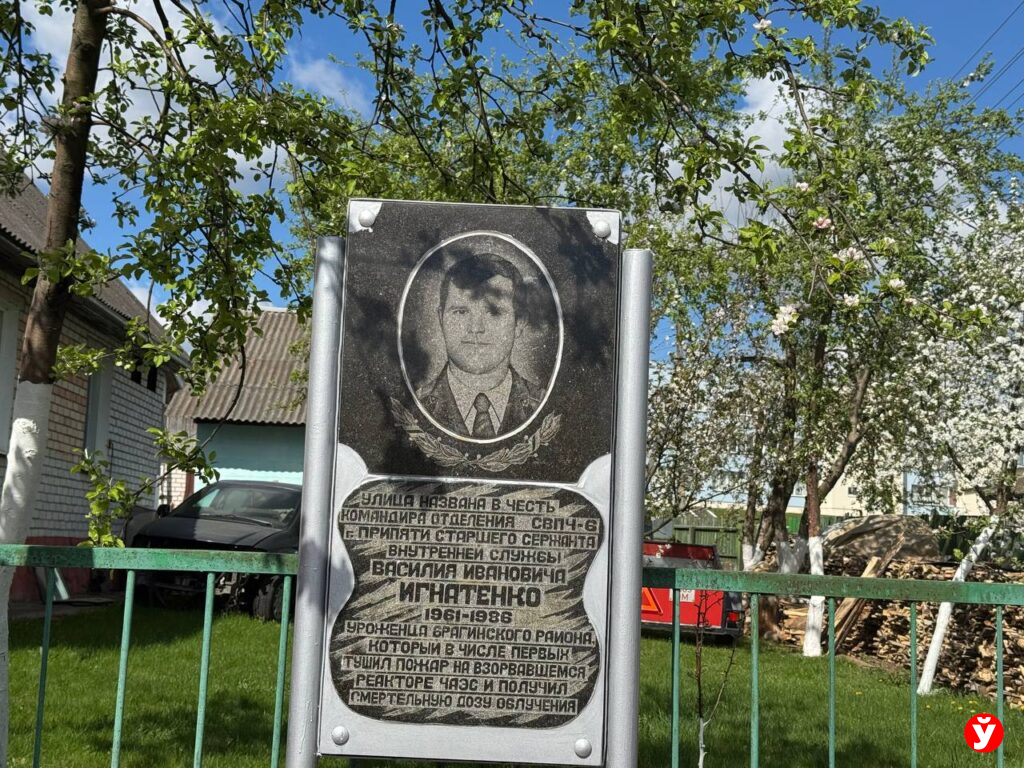 УЛИЦА НАЗВАНА В ЧЕСТЬ
КОМАНДИРА ОТДЕЛЕНИЯ СВПЧ-6
Г. ПРИПЯТИ СТАРШЕГО СЕРЖАНТА
ВНУТРЕННЕЙ СЛУЖБЫ
ВАСИЛИЯ ИВАНОВИЧА
ИГНАТЕНКО
1961-1986
УРОЖЕНЦА БРАГИНСКОГО РАЙОНА,
КОТОРЫЙ В ЧИСЛЕ ПЕРВЫХ
ТУШИЛ ПОЖАР НА ВЗОРВАВШЕМСЯ
РЕАКТОРЕ ЧАЭС И ПОЛУЧИЛ
СМЕРТЕЛЬНУЮ ДОЗУ ОБЛУЧЕНИЯ
Ў